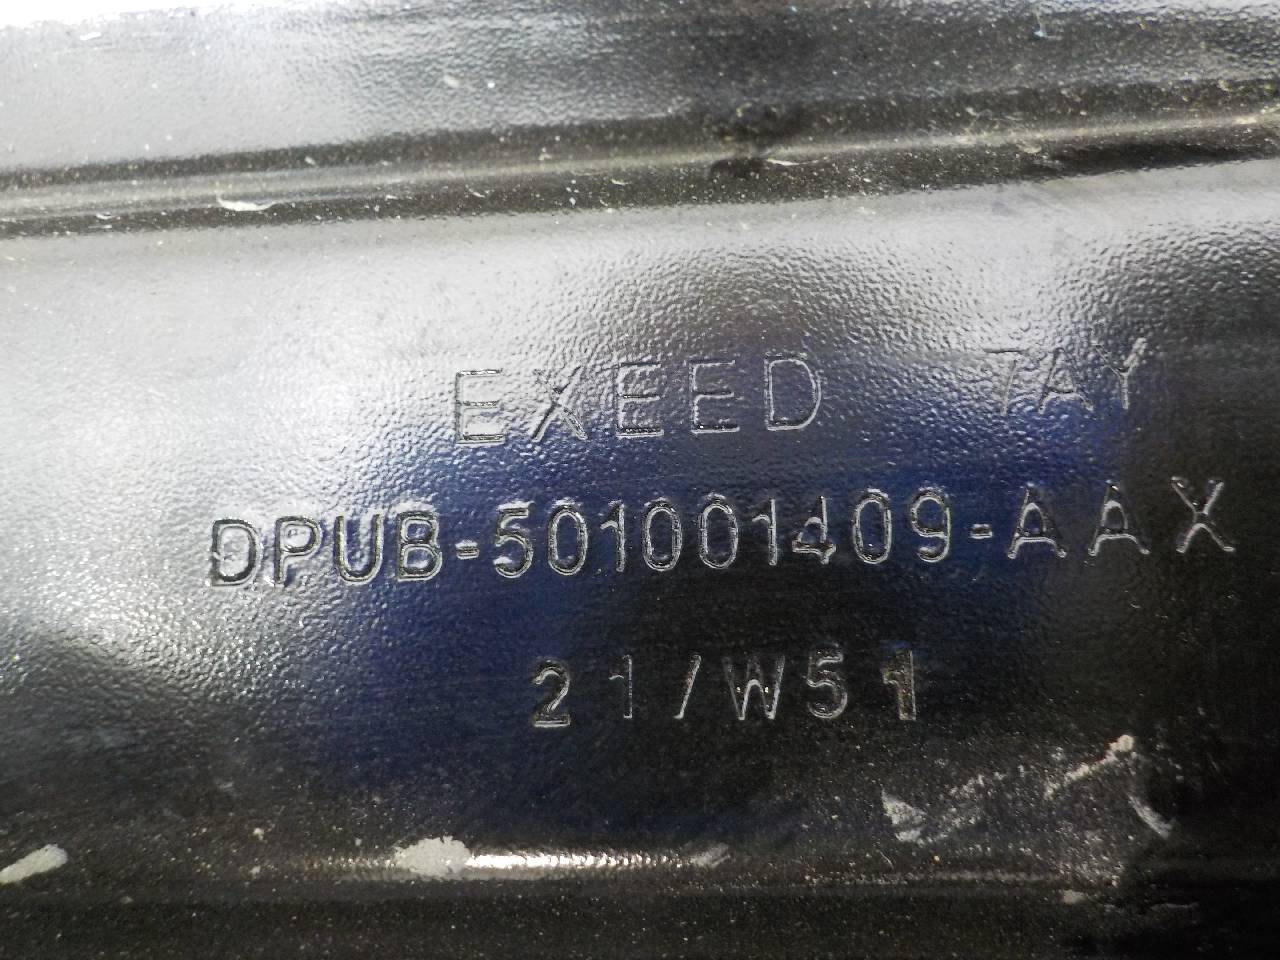 EXEED TAY
DPUB-501001409-AAX
21/W51